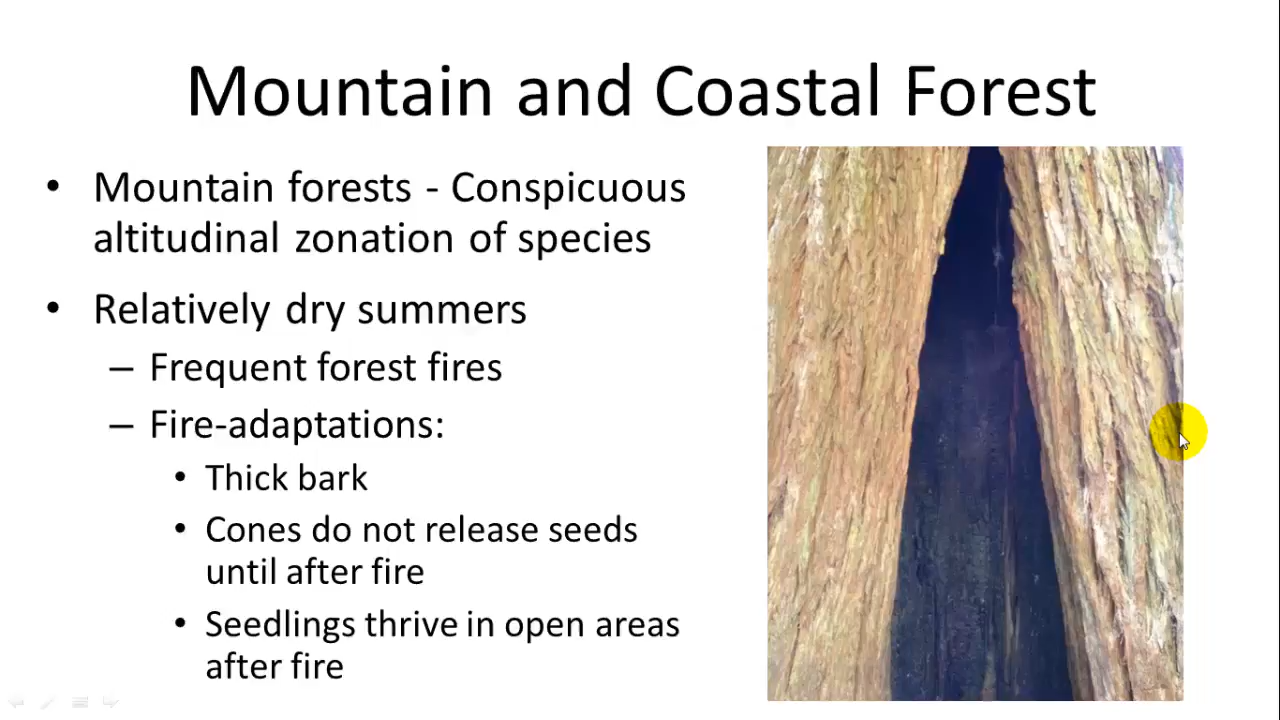 Mountain and Coastal Forest
• Mountain forests - Conspicuous
altitudinal zonation of species
• Relatively dry summers
– Frequent forest fires
– Fire-adaptations:
• Thick bark
• Cones do not release seeds
until after fire
• Seedlings thrive in open areas
after fire